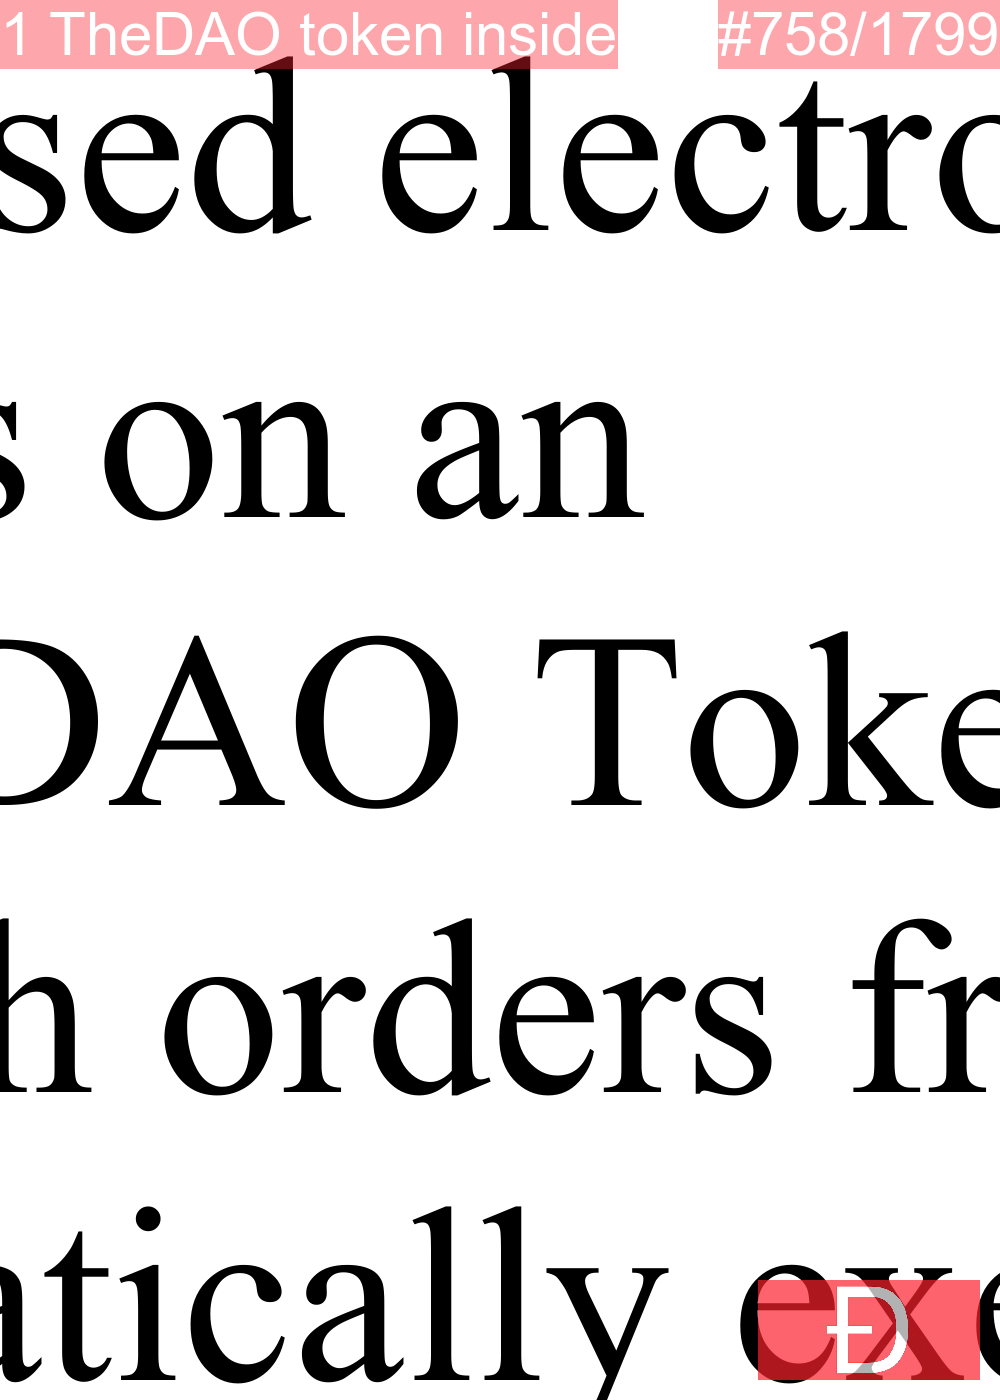 1 TheDAO token inside #758/1799
sed electro
s on an
DAO Toke
h orders fr
atically exe
Đ